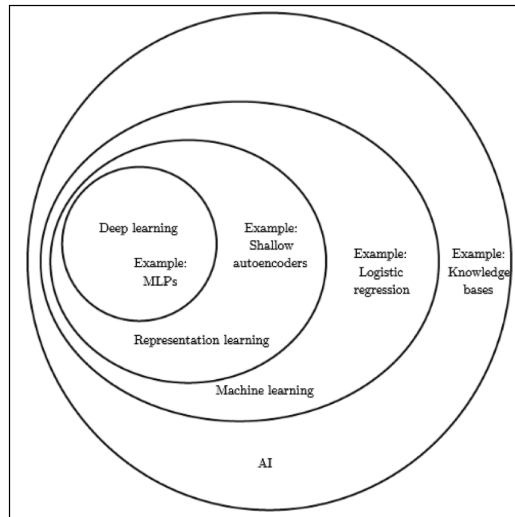 Deep learning
Example:
MLPs
Example:
Shallow
autoencoders
Example:
Logistic
regression
Example:
Knowledge
bases
Representation learning
Machine learning
AI